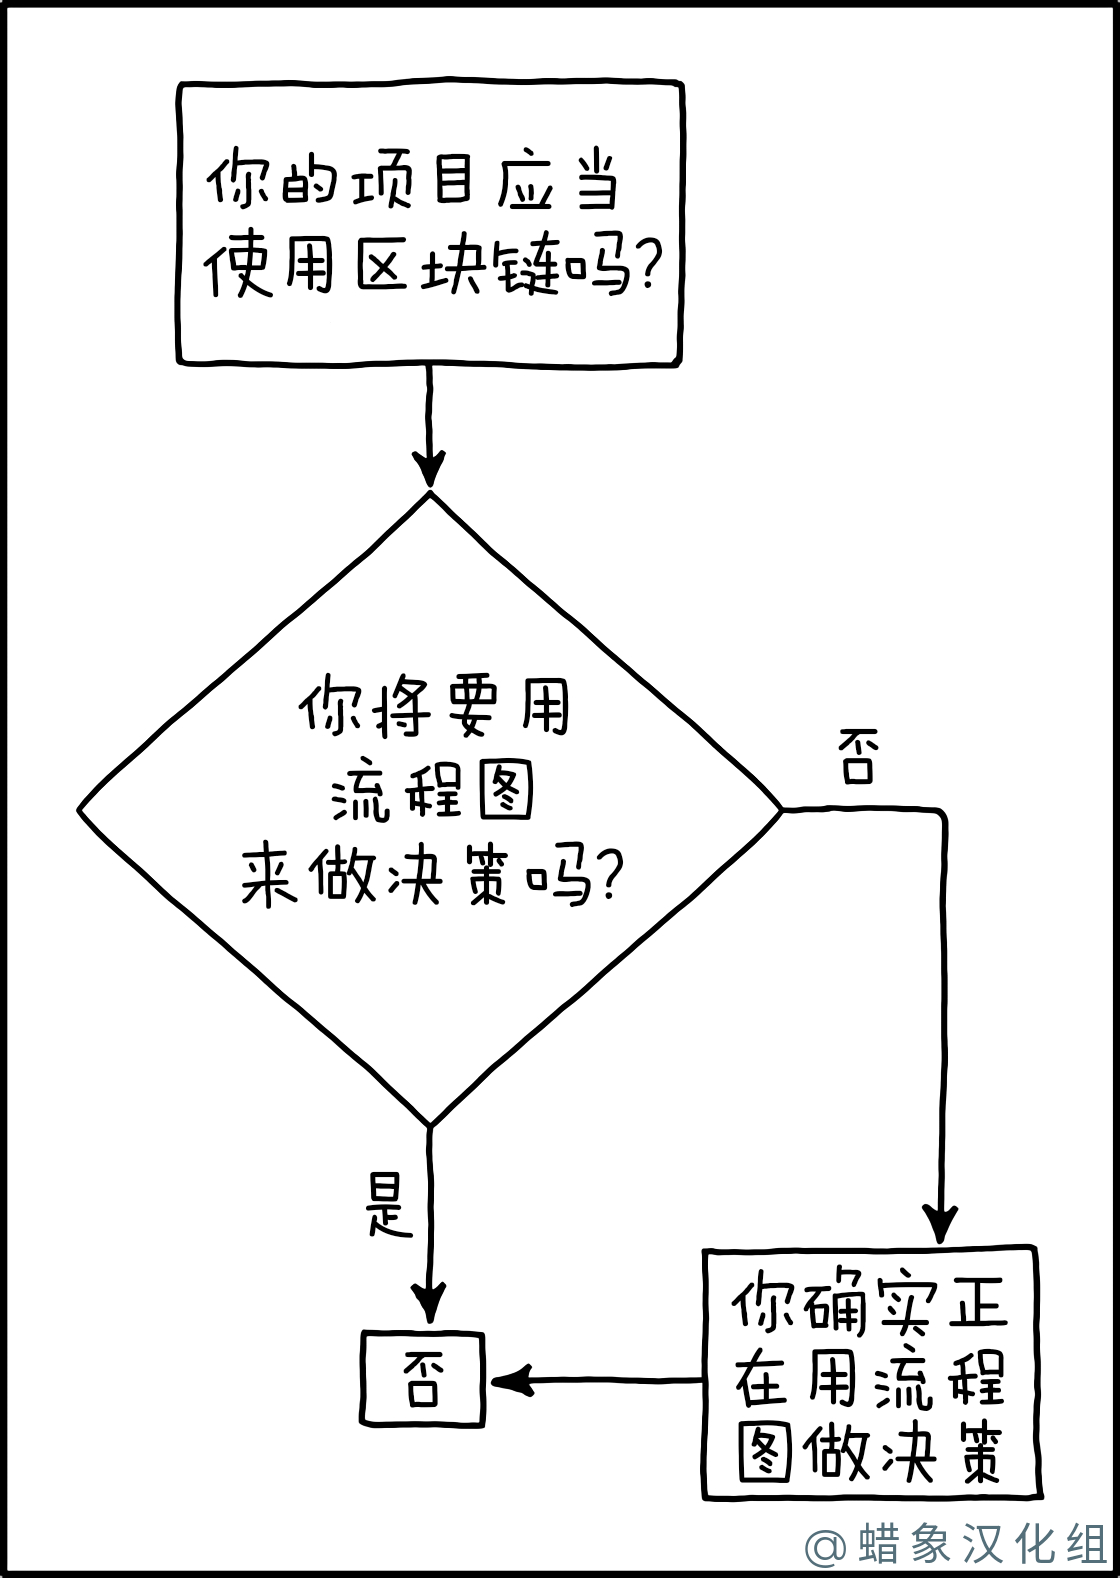 你的项目应当
使用区块链吗?
你将要用
流程图
来做决策吗?
否
是
你确实正
在用流程
图做决策
否
@蜡象汉化组